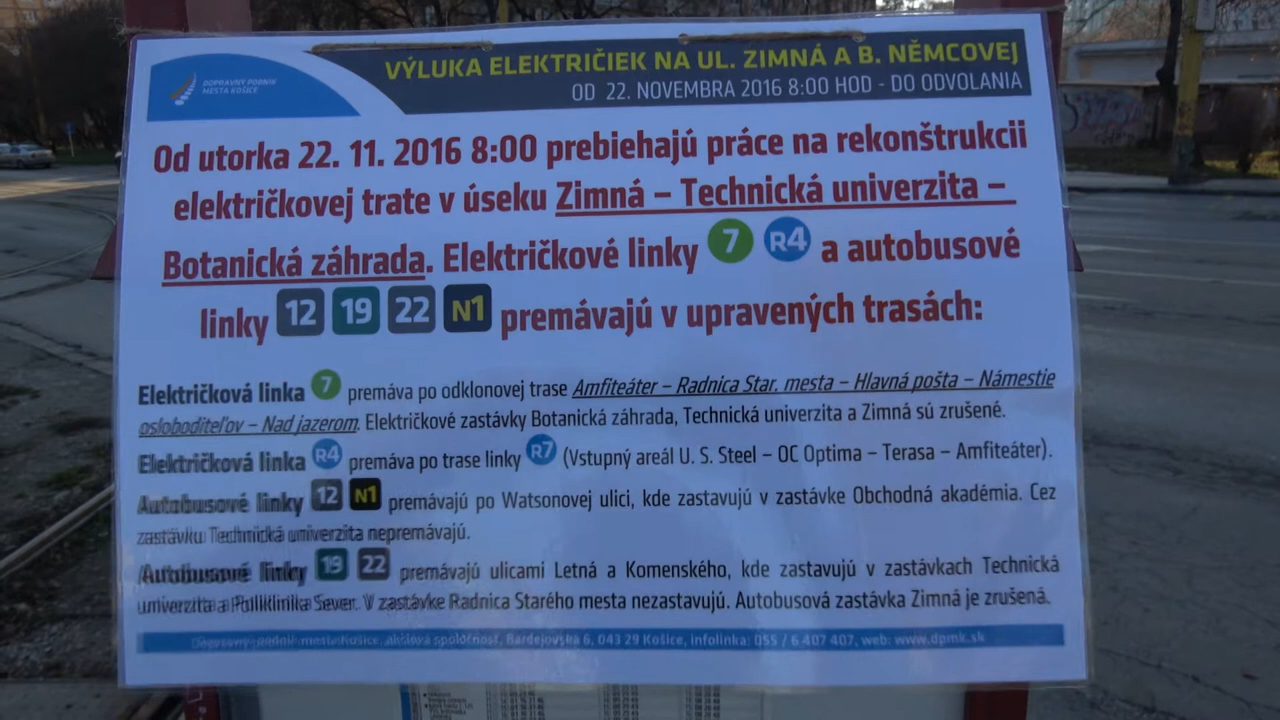 DOPRAVNÝ PODNIK
MESTA KOŠICE
VÝLUKA ELEKTRIČIEK NA UL. ZIMNÁ A B. NĚMCOVEJ
OD 22. NOVEMBRA 2016 8:00 HOD - DO ODVOLANIA
Od utorka 22. 11. 2016 8:00 prebiehajú práce na rekonštrukcii
električkovej trate v úseku Zimná – Technická univerzita –
Botanická záhrada. Električkové linky 7 R4 a autobusové
linky 12 19 22 N1 premávajú v upravených trasách:
Električková linka 7 premáva po odklonovej trase Amfiteáter – Radnica Star. mesta – Hlavná pošta – Námestie
osloboditeľov – Nad jazerom. Električkové zastávky Botanická záhrada, Technická univerzita a Zimná sú zrušené.
Električková linka R4 premáva po trase linky R7 (Vstupný areál U. S. Steel – OC Optima – Terasa – Amfiteáter).
Autobusové linky 12 N1 premávajú po Watsonovej ulici, kde zastavujú v zastávke Obchodná akadémia. Cez
zastávku Technická univerzita nepremávajú.
Autobusové linky 19 22 premávajú ulicami Letná a Komenského, kde zastavujú v zastávkach Technická
univerzita a Poliklinika Sever. V zastávke Radnica Starého mesta nezastavujú. Autobusová zastávka Zimná je zrušená.
Dopravný podnik mesta Košice, akciová spoločnosť, Bardejovská 6, 043 29 Košice, infolinka: 055 / 6 407 407, web: www.dpmk.sk